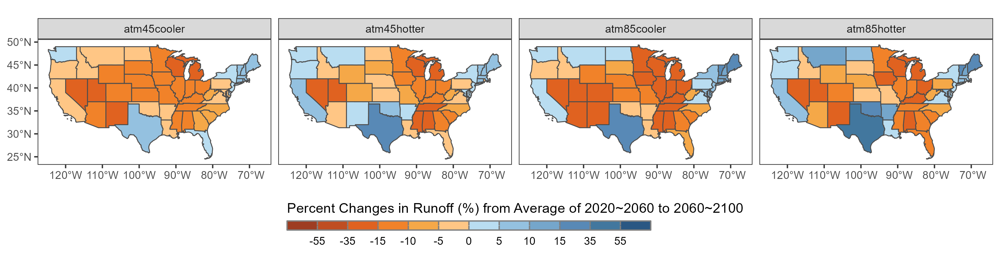 atm45cooler atm45hotter atm85cooler atm85hotter
50°N
45°N
40°N
35°N
30°N
25°N
120°W 110°W 100°W 90°W 80°W 70°W 120°W 110°W 100°W 90°W 80°W 70°W 120°W 110°W 100°W 90°W 80°W 70°W 120°W 110°W 100°W 90°W 80°W 70°W
Percent Changes in Runoff (%) from Average of 2020~2060 to 2060~2100
-55 -35 -15 -10 -5 0 5 10 15 35 55